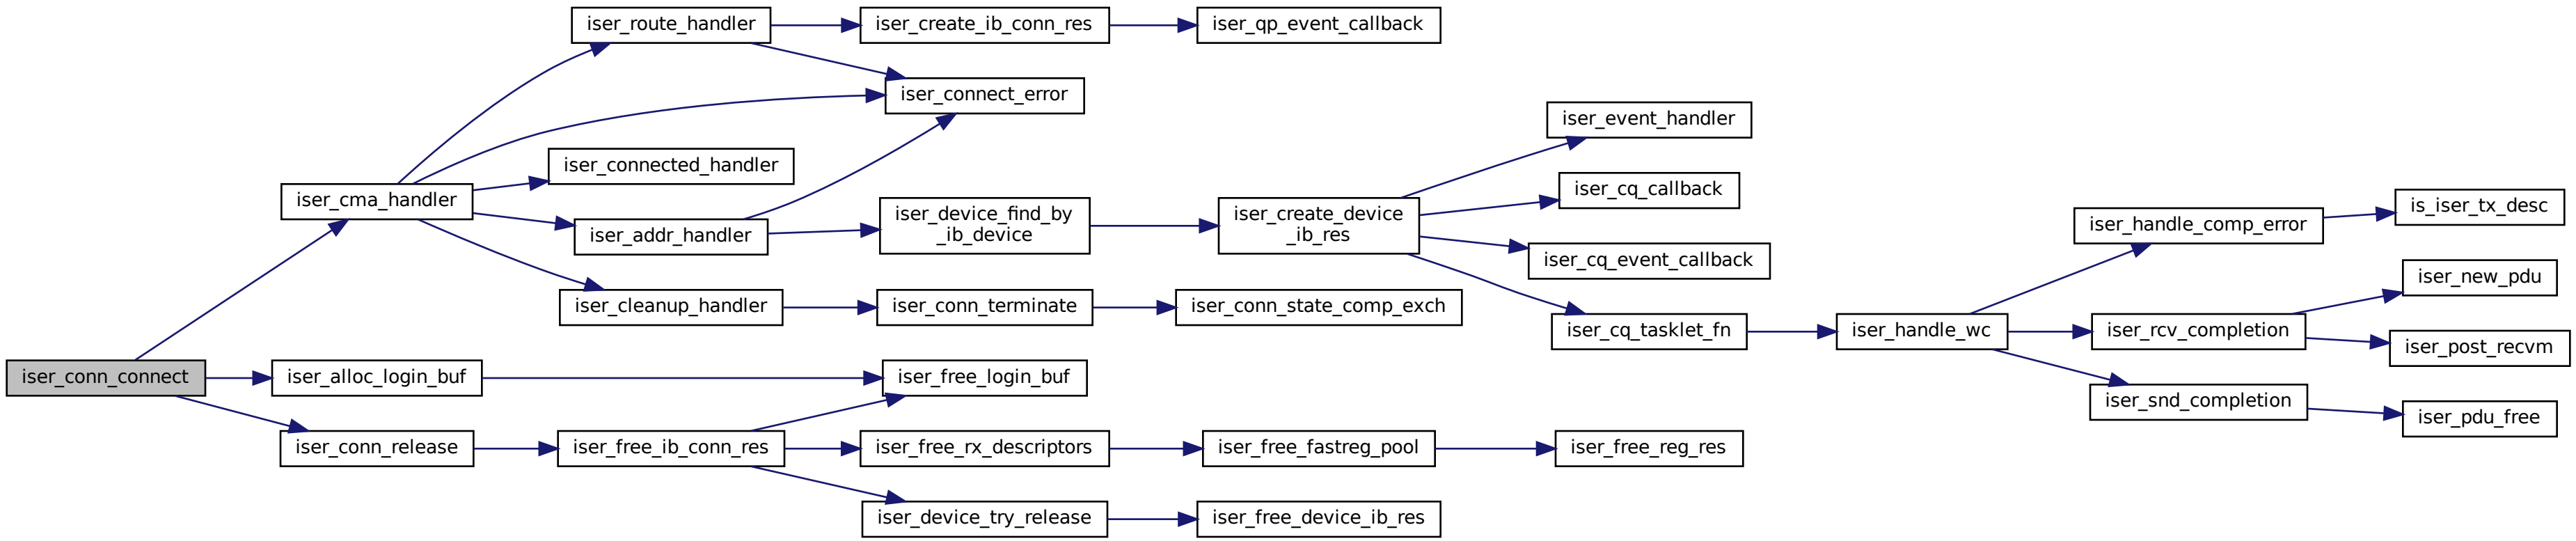 iser_route_handler
iser_create_ib_conn_res
iser_qp_event_callback
iser_connect_error
iser_event_handler
iser_connected_handler
iser_cma_handler
iser_cq_callback
is_iser_tx_desc
iser_device_find_by
_ib_device
iser_create_device
_ib_res
iser_addr_handler
iser_handle_comp_error
iser_cq_event_callback
iser_new_pdu
iser_cleanup_handler
iser_conn_terminate
iser_conn_state_comp_exch
iser_cq_tasklet_fn
iser_handle_wc
iser_rcv_completion
iser_post_recvm
iser_conn_connect
iser_alloc_login_buf
iser_free_login_buf
iser_snd_completion
iser_pdu_free
iser_conn_release
iser_free_ib_conn_res
iser_free_rx_descriptors
iser_free_fastreg_pool
iser_free_reg_res
iser_device_try_release
iser_free_device_ib_res